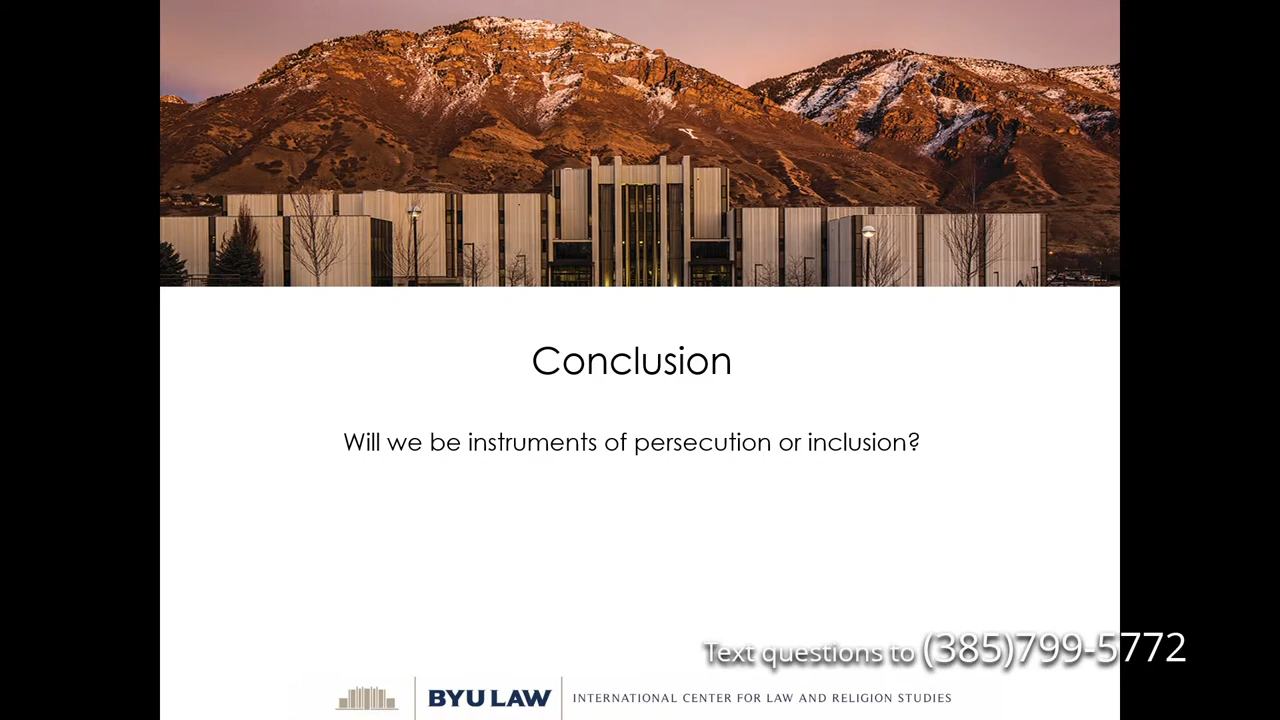 Conclusion
Will we be instruments of persecution or inclusion?
Text questions to (385)799-5772
BYU LAW
INTERNATIONAL CENTER FOR LAW AND RELIGION STUDIES